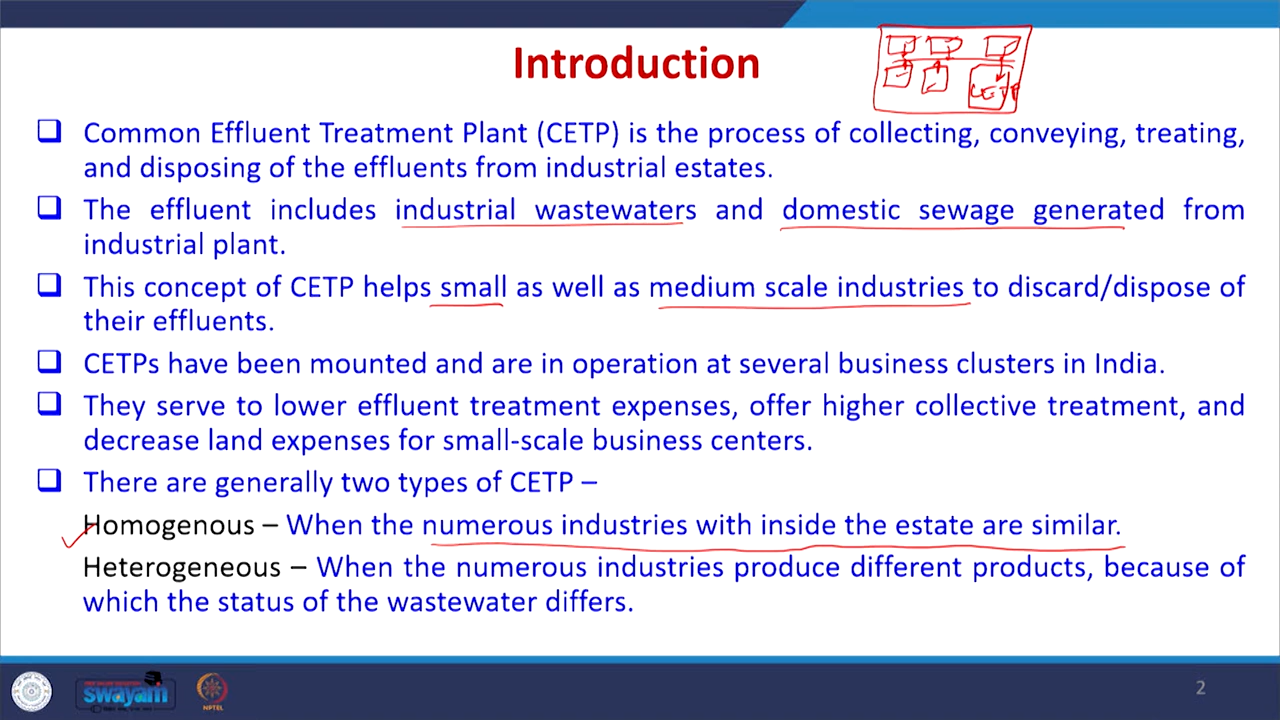 Introduction
CETP
❑ Common Effluent Treatment Plant (CETP) is the process of collecting, conveying, treating,
and disposing of the effluents from industrial estates.
❑ The effluent includes industrial wastewaters and domestic sewage generated from
industrial plant.
❑ This concept of CETP helps small as well as medium scale industries to discard/dispose of
their effluents.
❑ CETPs have been mounted and are in operation at several business clusters in India.
❑ They serve to lower effluent treatment expenses, offer higher collective treatment, and
decrease land expenses for small-scale business centers.
❑ There are generally two types of CETP –
Homogenous – When the numerous industries with inside the estate are similar.
Heterogeneous – When the numerous industries produce different products, because of
which the status of the wastewater differs.
swayam
NPTEL
2